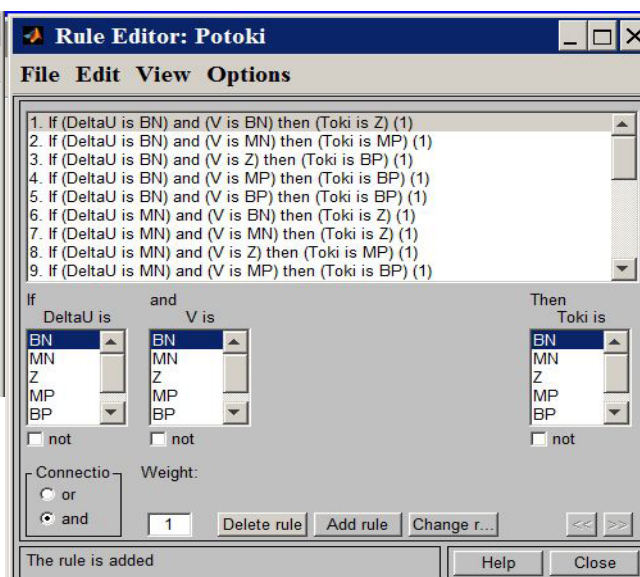 Rule Editor: Potoki
File Edit View Options
1. If (DeltaU is BN) and (V is BN) then (Toki is Z) (1)
2. If (DeltaU is BN) and (V is MN) then (Toki is MP) (1)
3. If (DeltaU is BN) and (V is Z) then (Toki is BP) (1)
4. If (DeltaU is BN) and (V is MP) then (Toki is BP) (1)
5. If (DeltaU is BN) and (V is BP) then (Toki is BP) (1)
6. If (DeltaU is MN) and (V is BN) then (Toki is Z) (1)
7. If (DeltaU is MN) and (V is MN) then (Toki is Z) (1)
8. If (DeltaU is MN) and (V is Z) then (Toki is MP) (1)
9. If (DeltaU is MN) and (V is MP) then (Toki is BP) (1)
If and Then
DeltaU is V is Toki is
BN BN BN
MN MN MN
Z Z Z
MP MP MP
BP BP BP
not not not
Connectio Weight:
or
and 1 Delete rule Add rule Change r... << >>
The rule is added Help Close